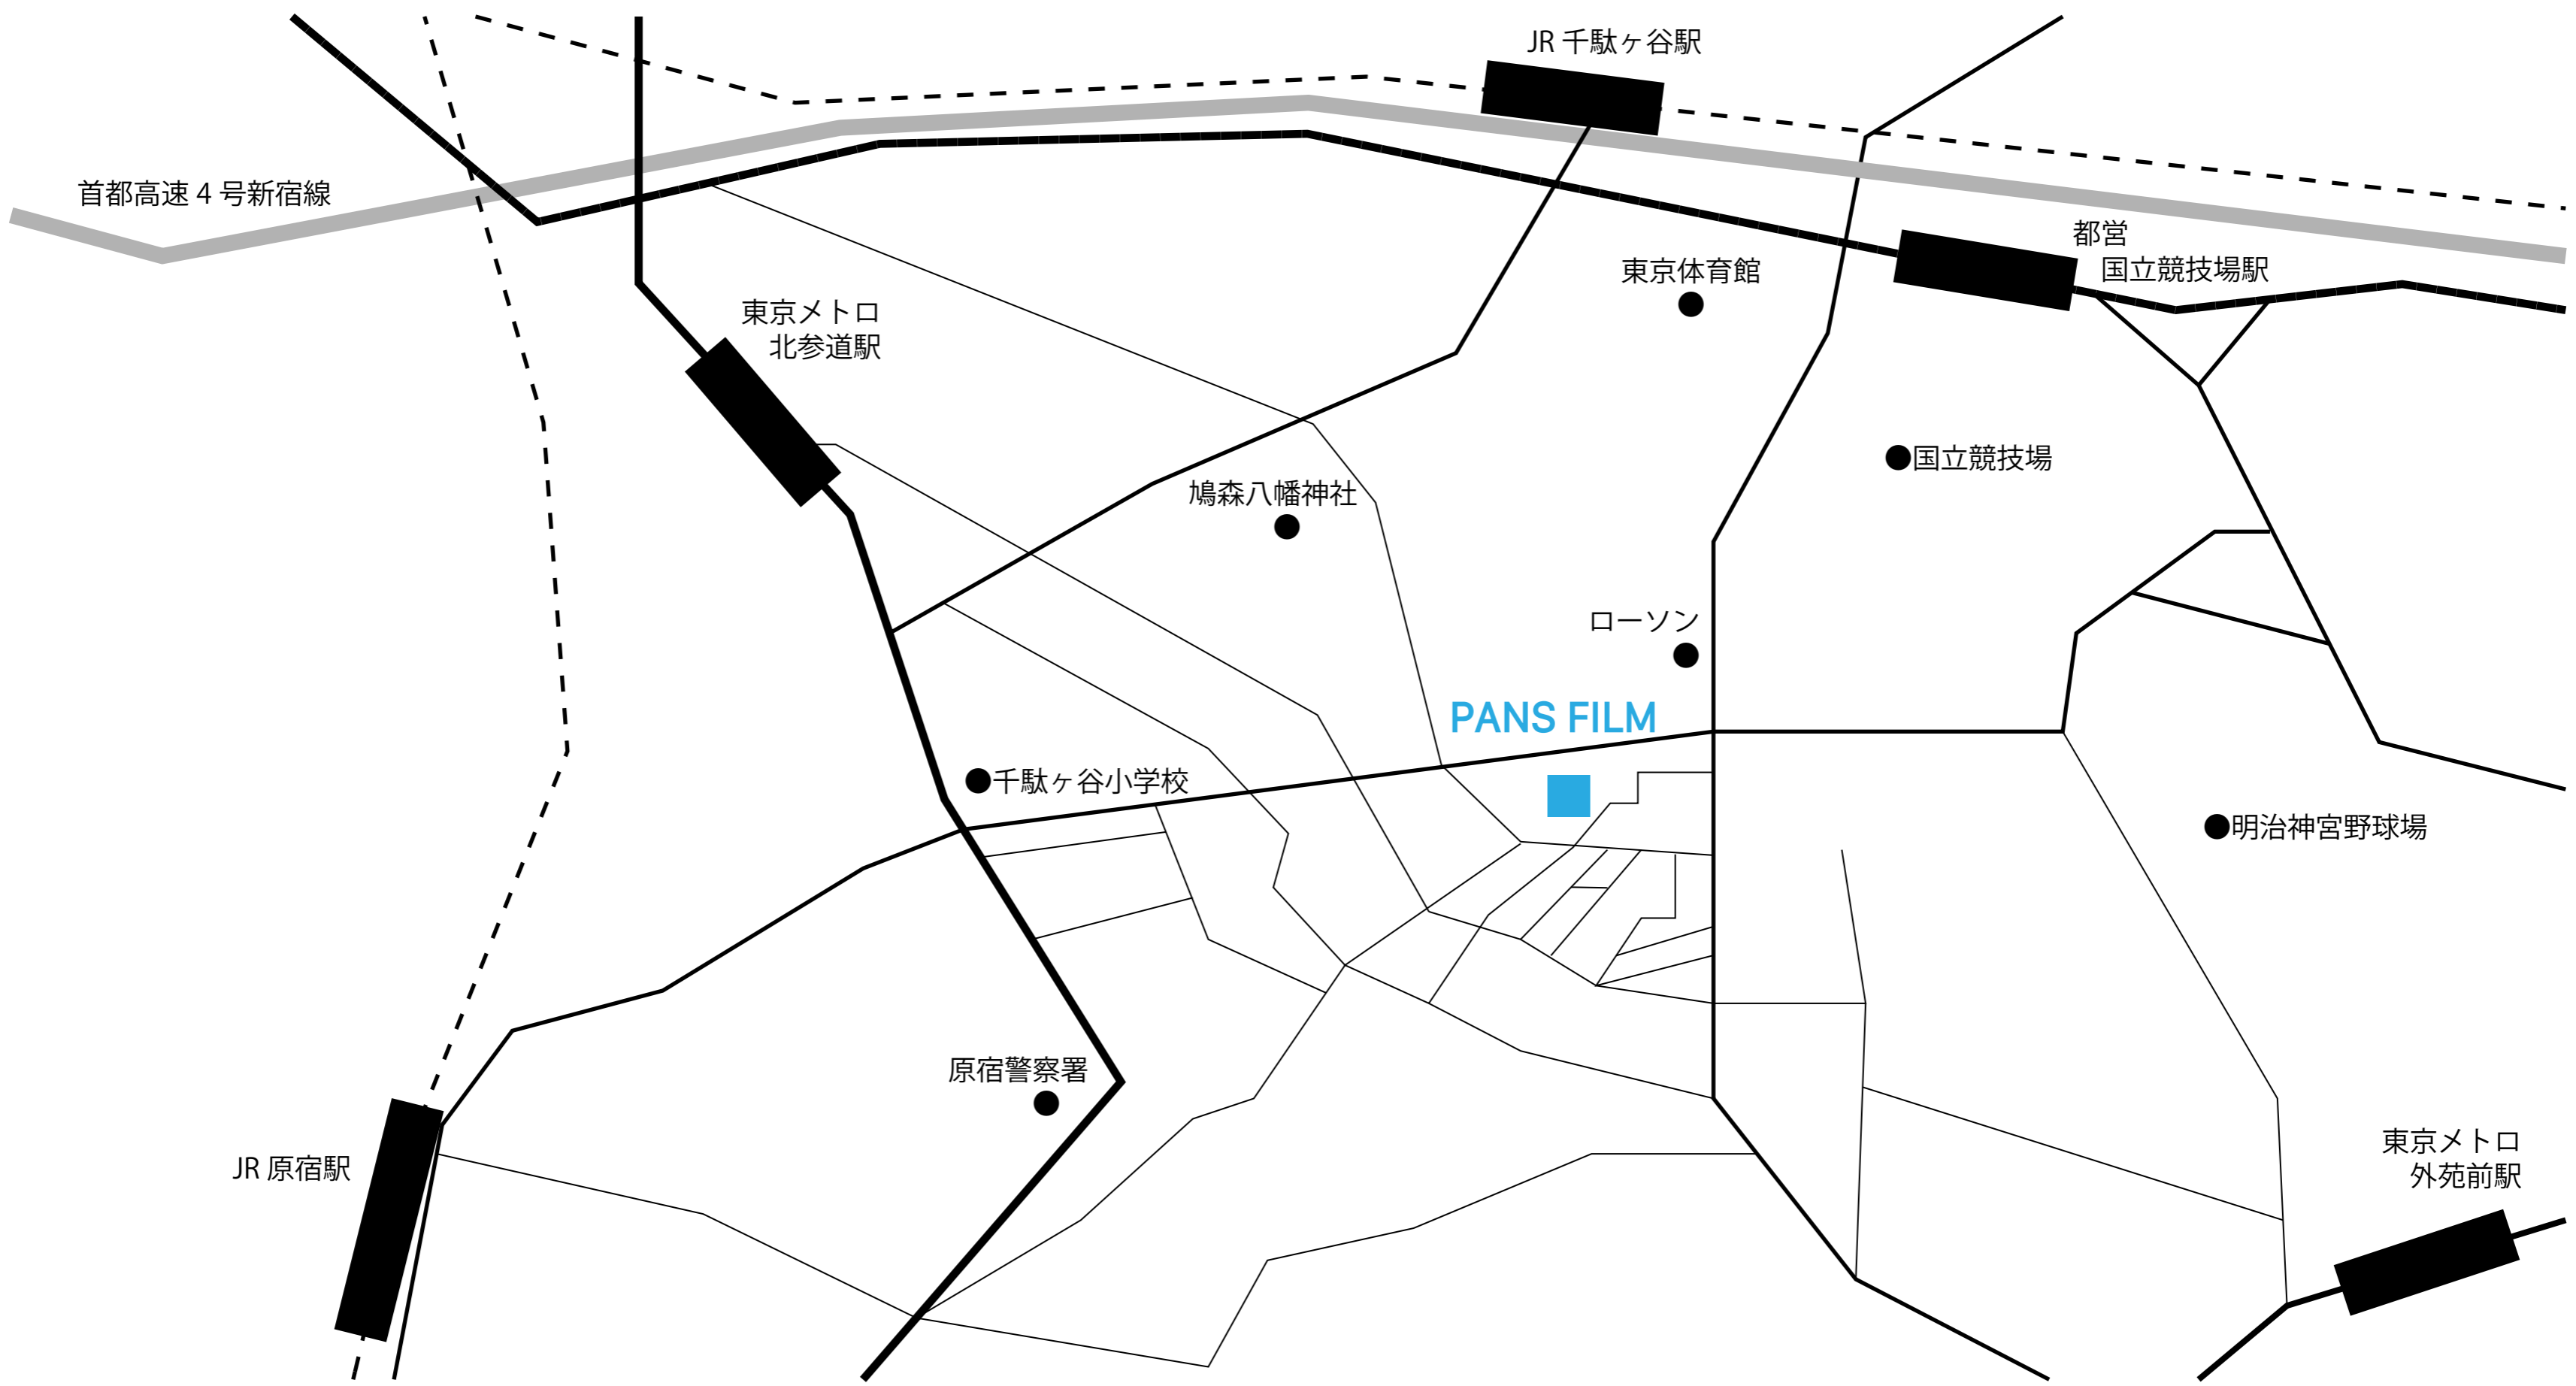 JR 千駄ヶ谷駅
首都高速 4 号新宿線
都営
国立競技場駅
東京体育館
東京メトロ
北参道駅
国立競技場
鳩森八幡神社
ローソン
PANS FILM
千駄ヶ谷小学校
明治神宮野球場
原宿警察署
JR 原宿駅
東京メトロ
外苑前駅